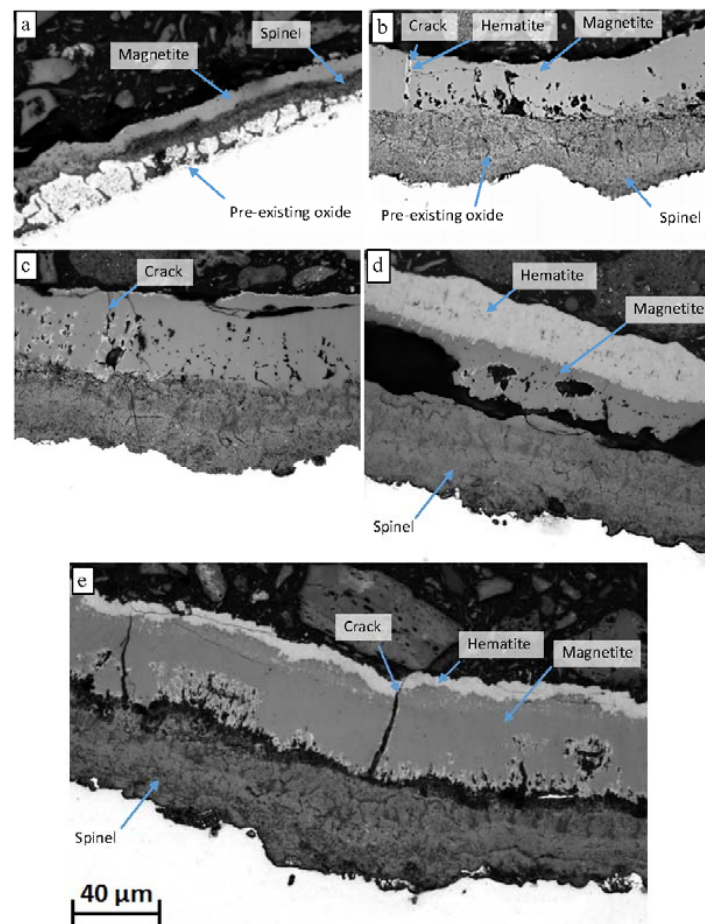 a
Spinel
Magnetite
Pre-existing oxide
b
Crack
Hematite
Magnetite
Pre-existing oxide
Spinel
c
Crack
d
Hematite
Magnetite
Spinel
e
Crack
Hematite
Magnetite
Spinel
40 µm